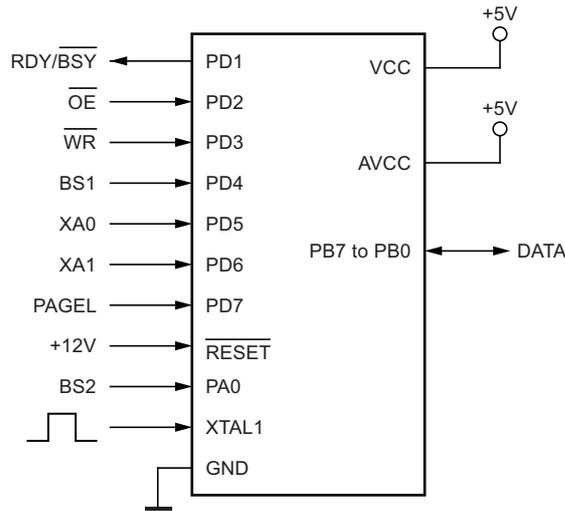 +5V
RDY/BSY PD1 VCC
OE PD2
+5V
WR PD3
AVCC
BS1 PD4
XA0 PD5
PB7 to PB0 DATA
XA1 PD6
PAGEL PD7
+12V RESET
BS2 PA0
XTAL1
GND